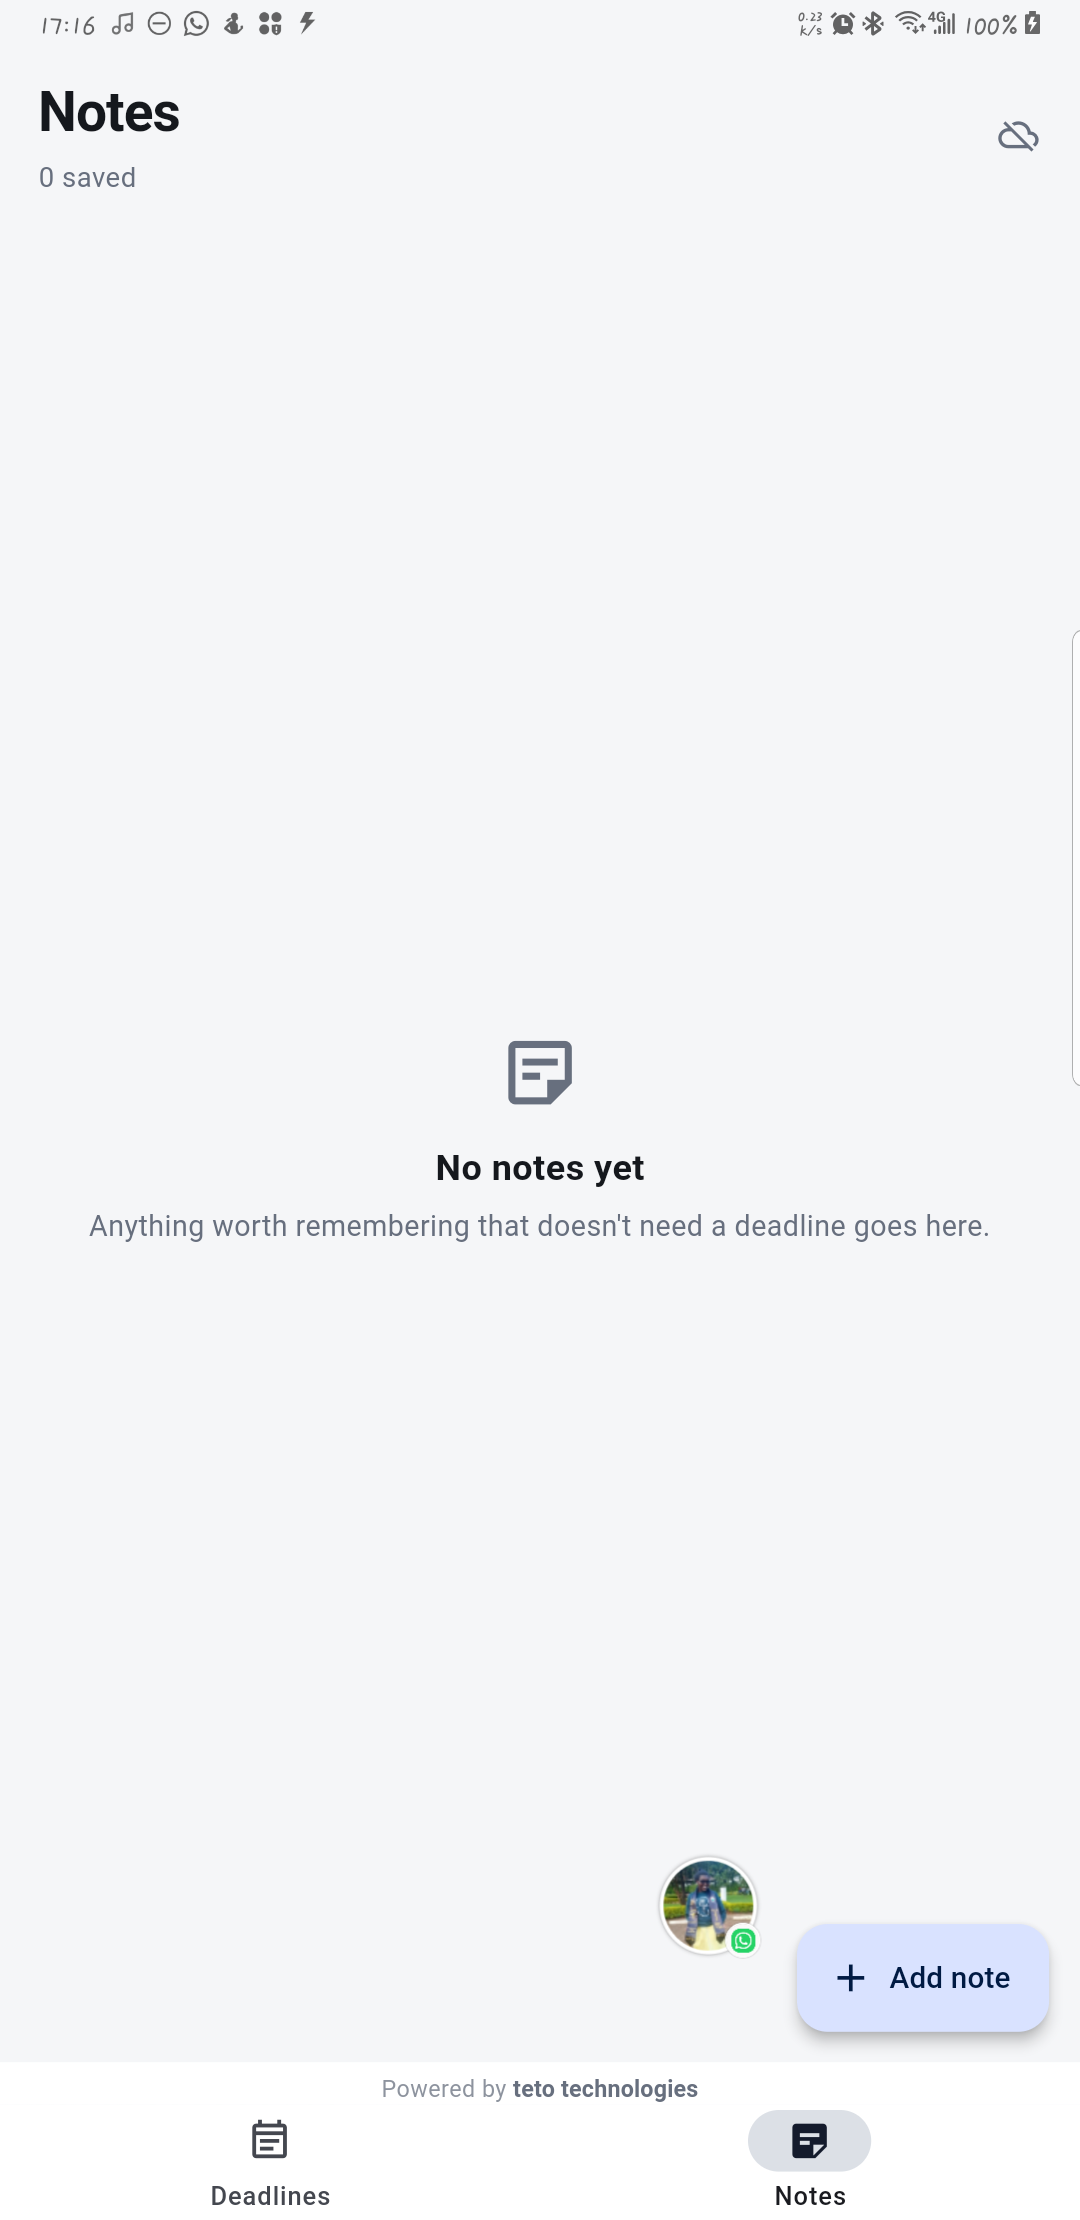 17:16
0.23
K/s
4G
100%
Notes
0 saved
No notes yet
Anything worth remembering that doesn't need a deadline goes here.
Add note
Powered by teto technologies
Deadlines
Notes